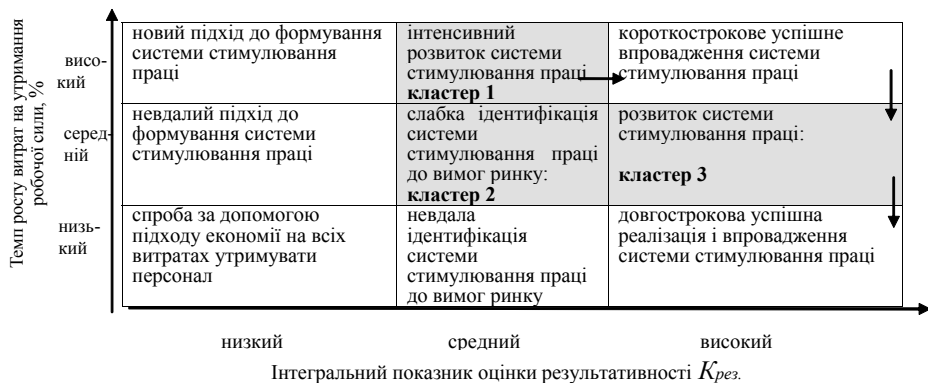 Темп росту витрат на утримання
робочої сили, %
висо-
кий
новий підхід до формування
системи стимулювання
праці
інтенсивний
розвиток системи
стимулювання праці
кластер 1
короткострокове успішне
впровадження системи
стимулювання праці
серед-
ній
невдалий підхід до
формування системи
стимулювання праці
слабка ідентифікація
системи
стимулювання праці
до вимог ринку:
кластер 2
розвиток системи
стимулювання праці:
кластер 3
низь-
кий
спроба за допомогою
підходу економії на всіх
витратах утримувати
персонал
невдала
ідентифікація
системи
стимулювання праці
до вимог ринку
довгострокова успішна
реалізація і впровадження
системи стимулювання праці
низкий
средний
високий
Інтегральний показник оцінки результативності Kрез.